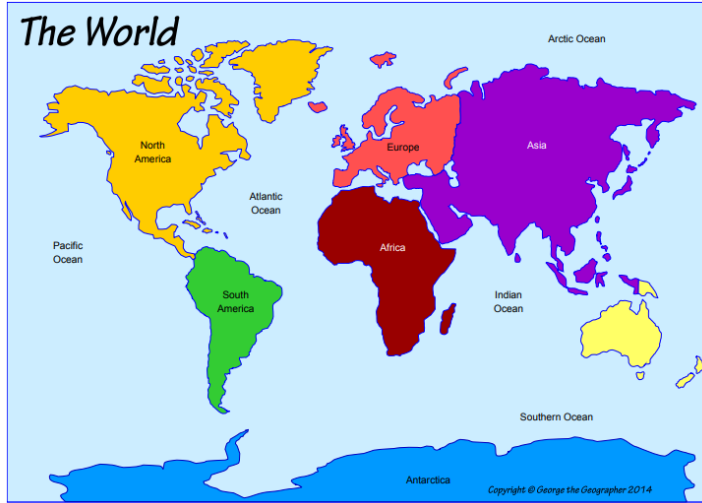 The World
Arctic Ocean
North
America
Europe
Asia
Atlantic
Ocean
Pacific
Ocean
Africa
South
America
Indian
Ocean
Southern Ocean
Antarctica
Copyright © George the Geographer 2014